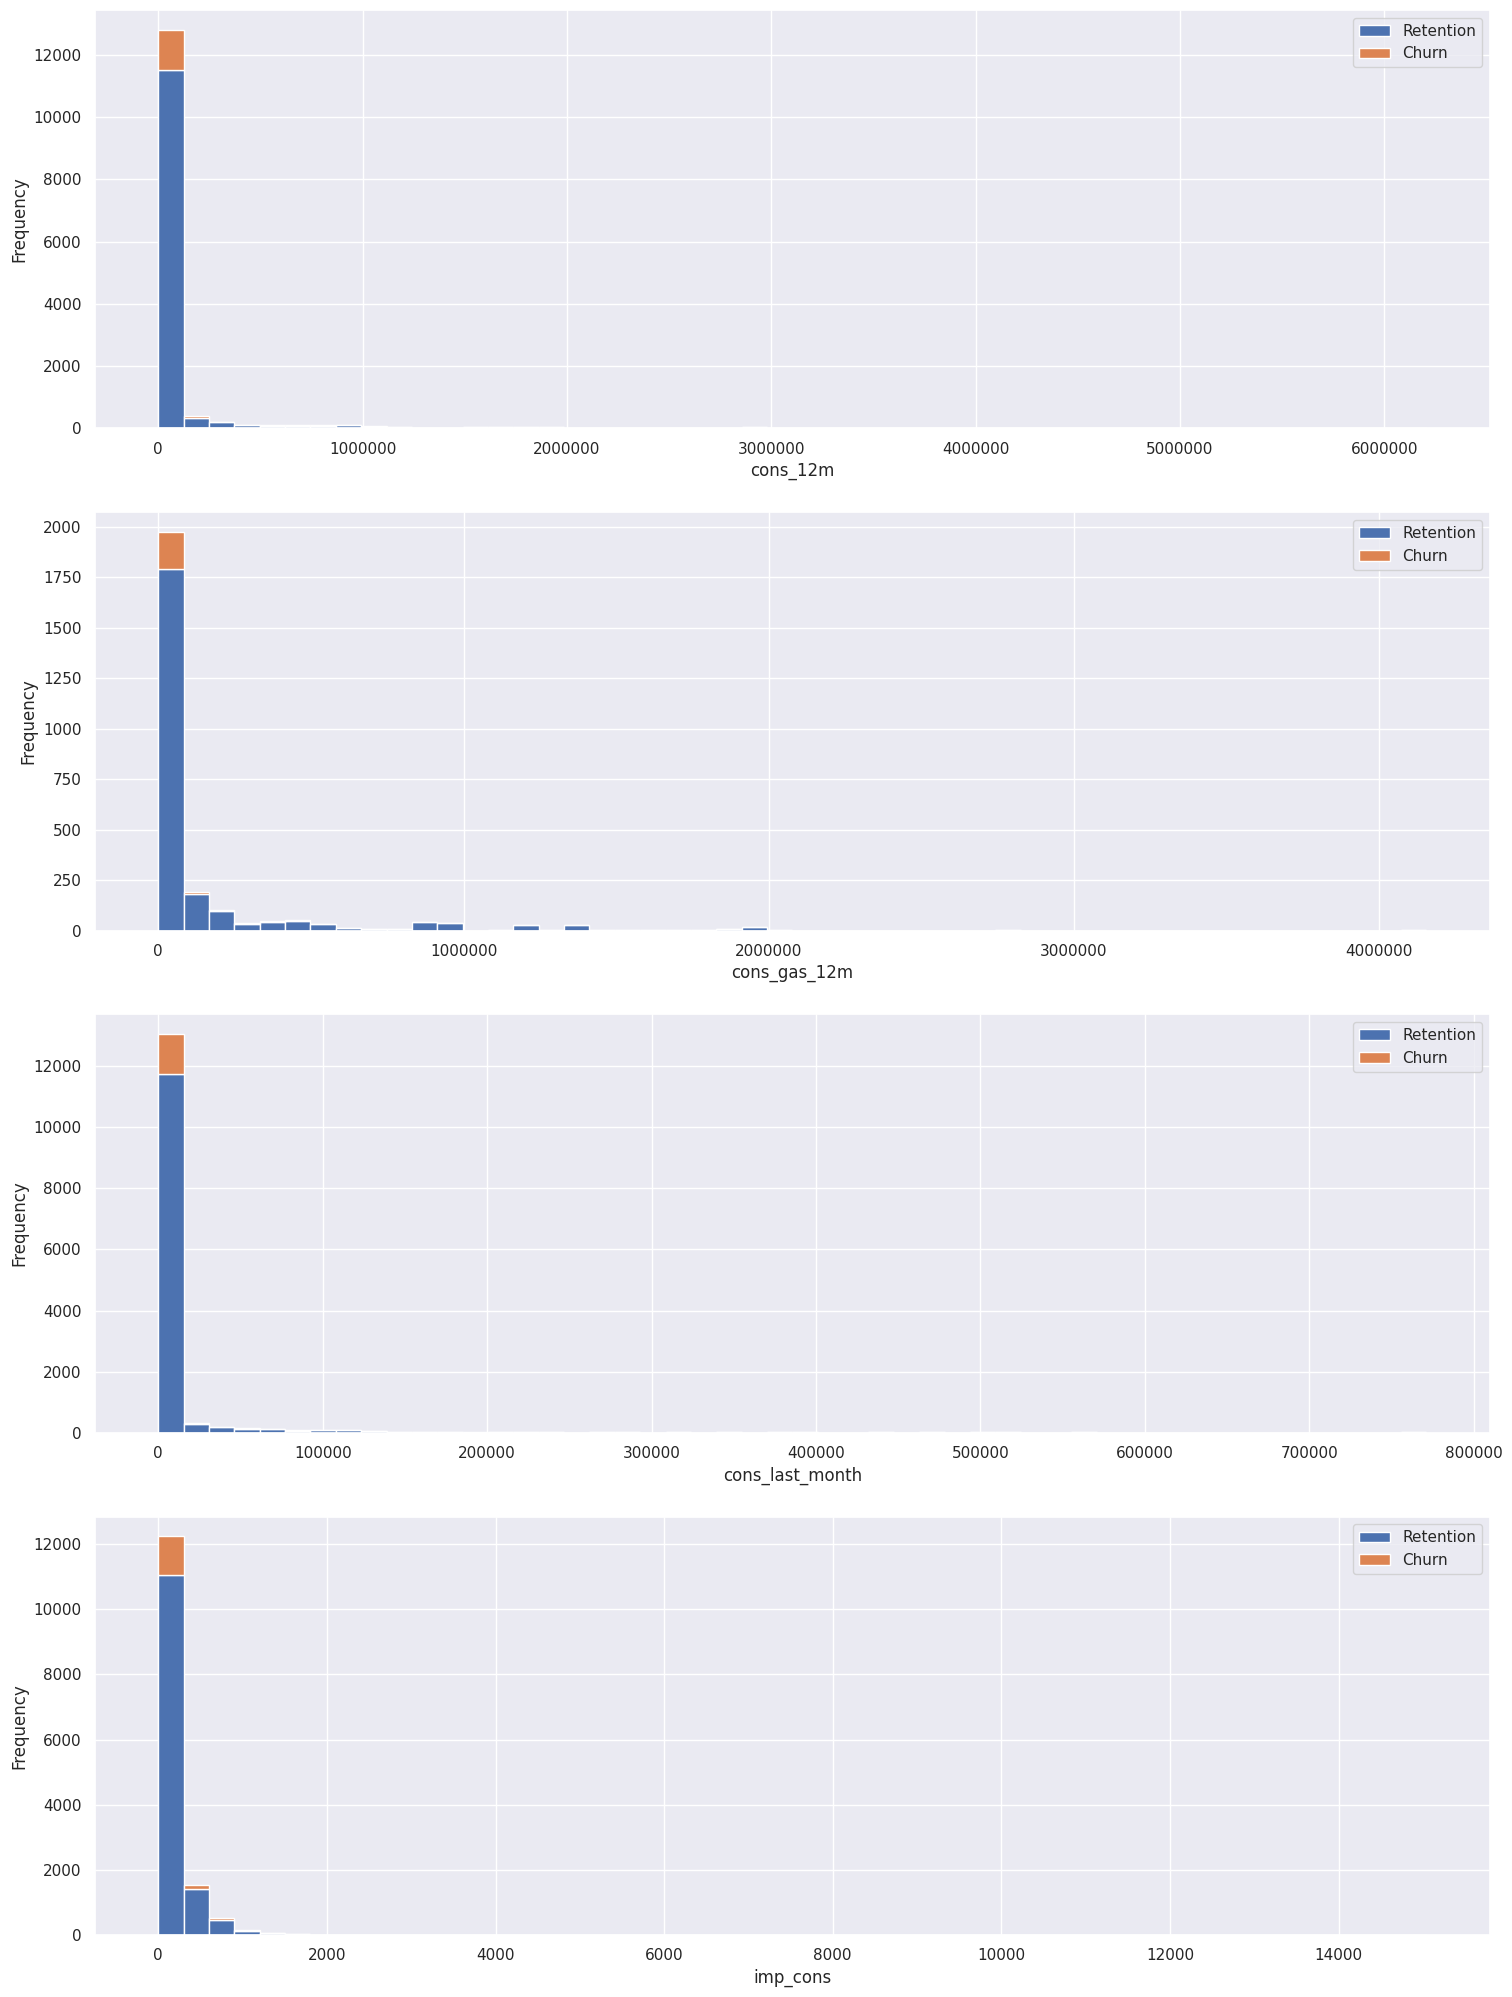 Retention
Churn
12000
10000
8000
6000
4000
2000
0
Frequency
0 1000000 2000000 3000000 4000000 5000000 6000000
cons_12m
Retention
Churn
2000
1750
1500
1250
1000
750
500
250
0
Frequency
0 1000000 2000000 3000000 4000000
cons_gas_12m
Retention
Churn
12000
10000
8000
6000
4000
2000
0
Frequency
0 100000 200000 300000 400000 500000 600000 700000 800000
cons_last_month
Retention
Churn
12000
10000
8000
6000
4000
2000
0
Frequency
0 2000 4000 6000 8000 10000 12000 14000
imp_cons